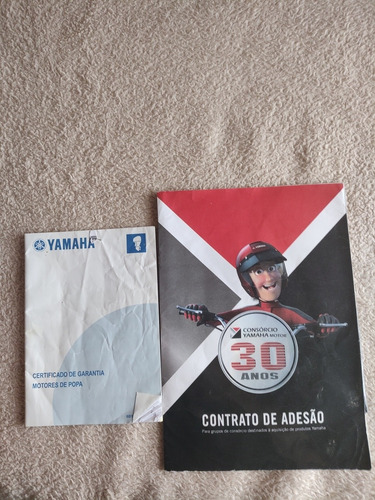 YAMAHA
CERTIFICADO DE GARANTIA
MOTORES DE POPA
CONSÓRCIO
YAMAHA MOTOR
30
ANOS
CONTRATO DE ADESÃO
Para grupos de consórcio destinados à aquisição de produtos Yamaha